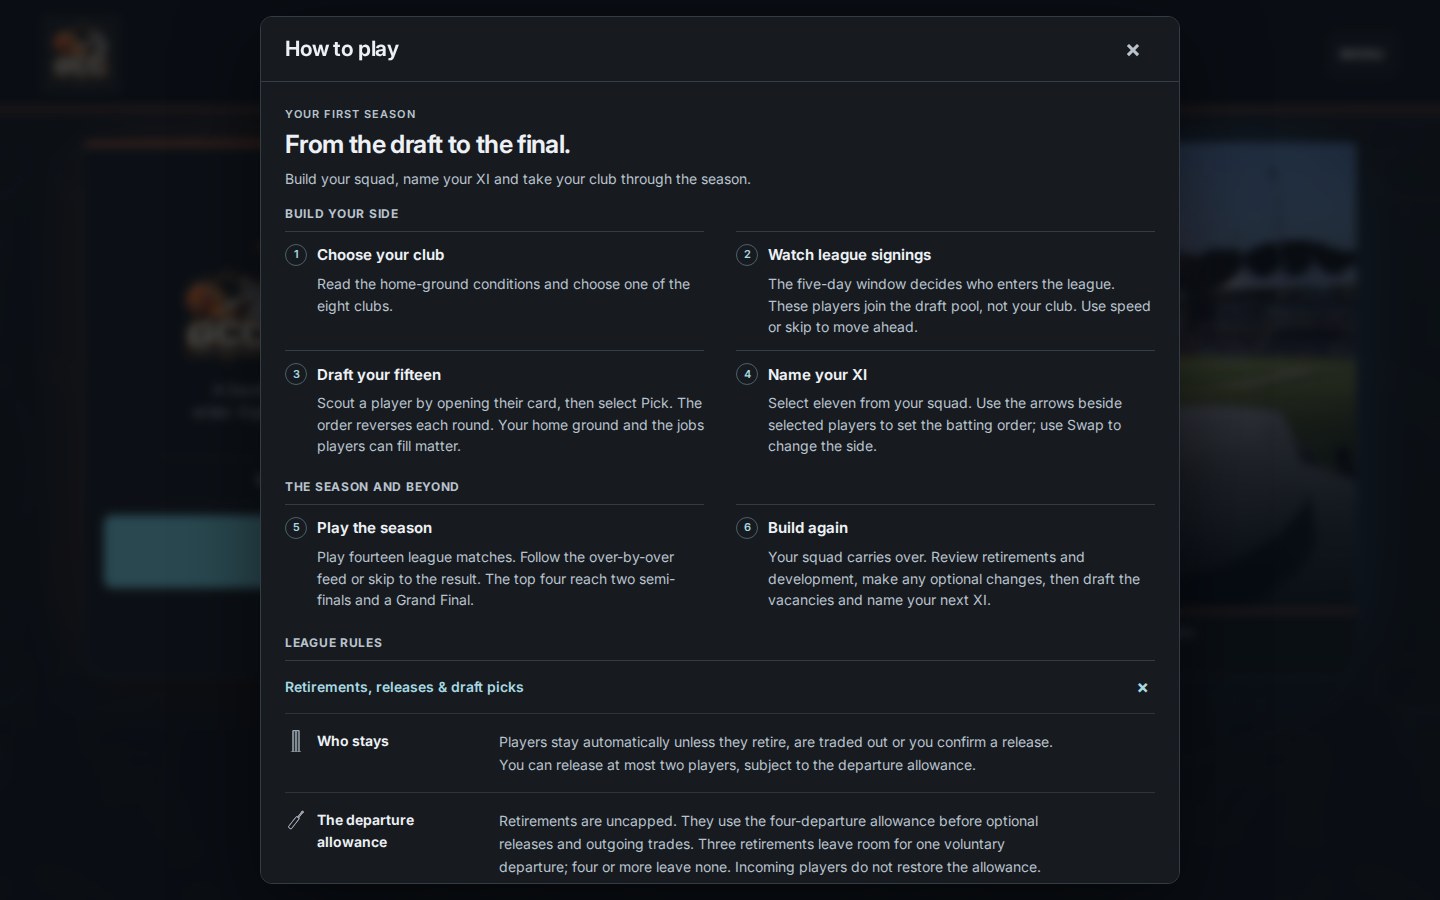 How to play
YOUR FIRST SEASON
From the draft to the final.
Build your squad, name your XI and take your club through the season.
BUILD YOUR SIDE
1 Choose your club
Read the home-ground conditions and choose one of the
eight clubs.
2 Watch league signings
The five-day window decides who enters the league.
These players join the draft pool, not your club. Use speed
or skip to move ahead.
3 Draft your fifteen
Scout a player by opening their card, then select Pick. The
order reverses each round. Your home ground and the jobs
players can fill matter.
4 Name your XI
Select eleven from your squad. Use the arrows beside
selected players to set the batting order; use Swap to
change the side.
THE SEASON AND BEYOND
5 Play the season
Play fourteen league matches. Follow the over-by-over
feed or skip to the result. The top four reach two semi-
finals and a Grand Final.
6 Build again
Your squad carries over. Review retirements and
development, make any optional changes, then draft the
vacancies and name your next XI.
LEAGUE RULES
Retirements, releases & draft picks
Who stays
Players stay automatically unless they retire, are traded out or you confirm a release.
You can release at most two players, subject to the departure allowance.
The departure
allowance
Retirements are uncapped. They use the four-departure allowance before optional
releases and outgoing trades. Three retirements leave room for one voluntary
departure; four or more leave none. Incoming players do not restore the allowance.